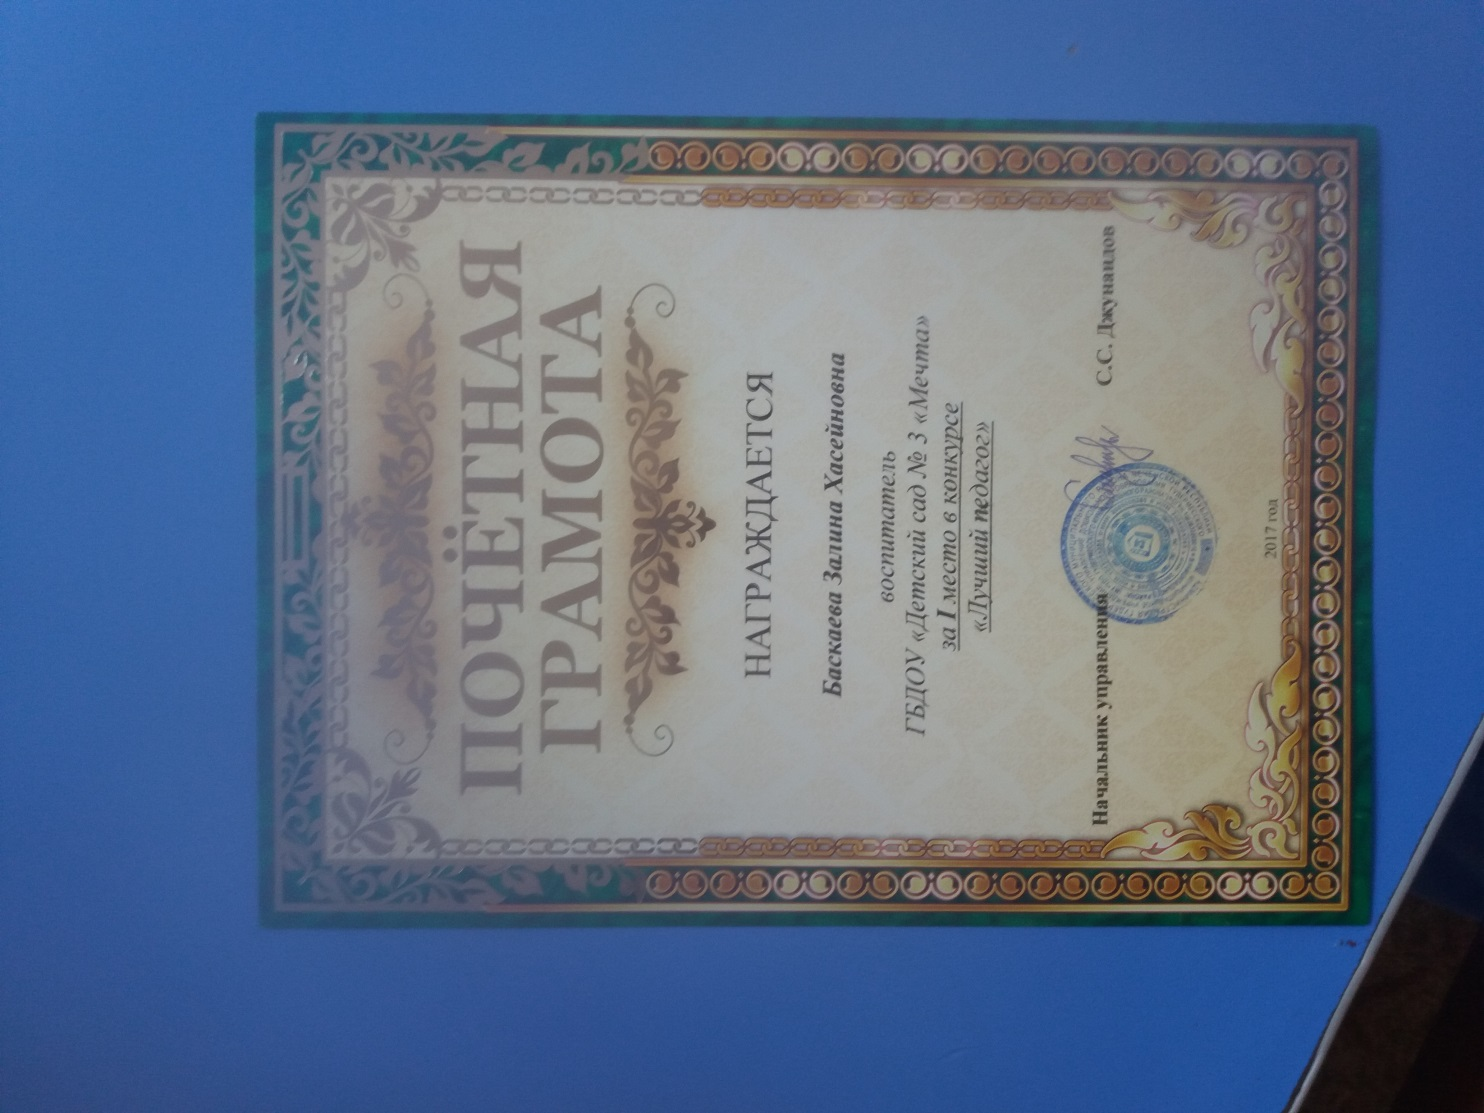 ПОЧЁТНАЯ
ГРАМОТА
НАГРАЖДАЕТСЯ
Баскаева Залина Хасейновна
воспитатель
ГБДОУ «Детский сад № 3 «Мечта»
за I место в конкурсе
«Лучший педагог»
Начальник управления С.С. Джунаидов
2017 год